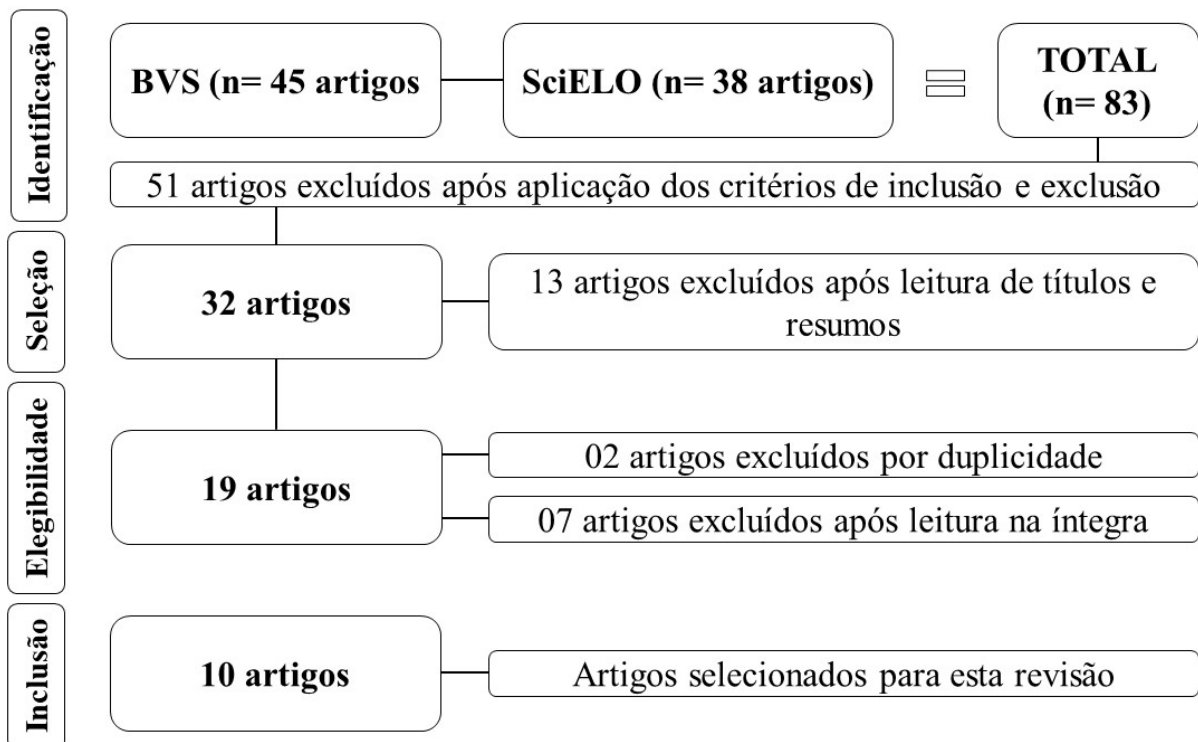 Identificação
BVS (n= 45 artigos
SciELO (n= 38 artigos)
TOTAL
(n= 83)
51 artigos excluídos após aplicação dos critérios de inclusão e exclusão
Seleção
32 artigos
13 artigos excluídos após leitura de títulos e
resumos
Elegibilidade
19 artigos
02 artigos excluídos por duplicidade
07 artigos excluídos após leitura na íntegra
Inclusão
10 artigos
Artigos selecionados para esta revisão